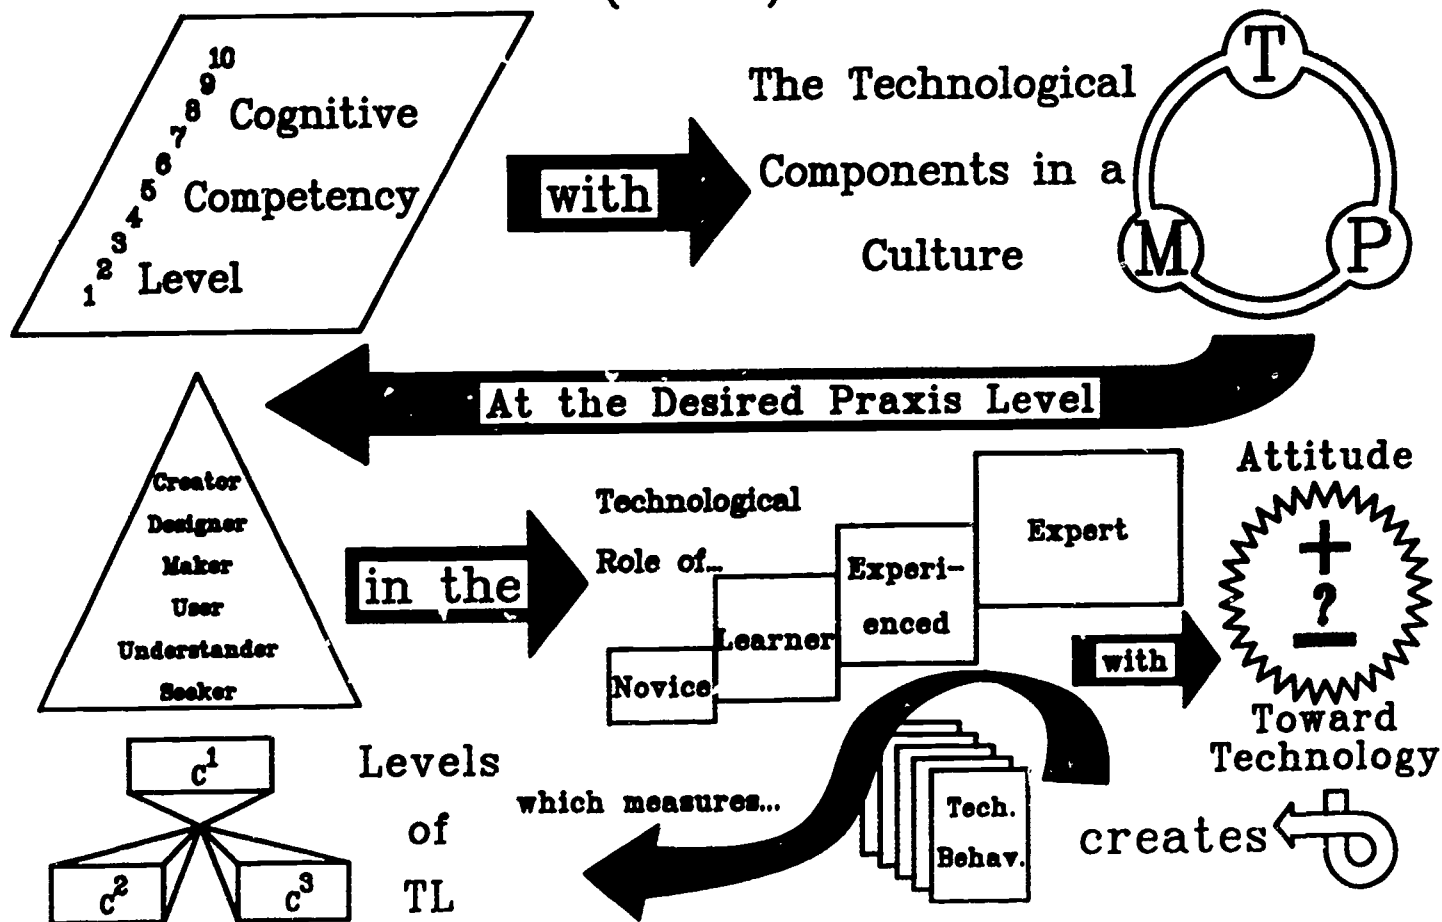 10
9
8 Cognitive
7
6
5 Competency
4
3
2 Level
1
with
The Technological
Components in a
Culture
T
M
P
At the Desired Praxis Level
Creator
Designer
Maker
User
Understander
Seeker
in the
Technological
Role of...
Novice
Learner
Experi-
enced
Expert
with
Attitude
+
?
−
Toward
Technology
creates
Tech.
Behav.
which measures...
Levels
of
TL
C¹
C²
C³